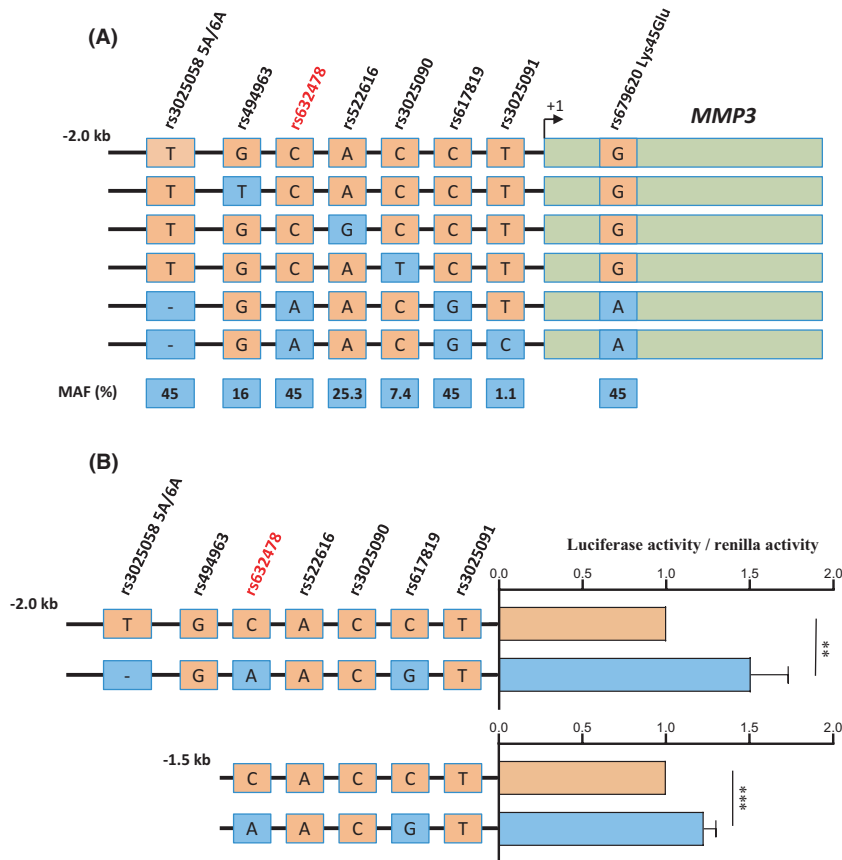 (A)
rs3025058 5A/6A rs494963 rs632478 rs522616 rs3025090 rs617819 rs3025091 rs679620 Lys45Glu
+1 MMP3
-2.0 kb
T G C A C C T G
T T C A C C T G
T G C G C C T G
T G C A T C T G
- G A A C G T A
- G A A C G C A
MAF (%) 45 16 45 25.3 7.4 45 1.1 45
(B)
rs3025058 5A/6A rs494963 rs632478 rs522616 rs3025090 rs617819 rs3025091
Luciferase activity / renilla activity
0.0 0.5 1.0 1.5 2.0
-2.0 kb
T G C A C C T
**
- G A A C G T
0.0 0.5 1.0 1.5 2.0
-1.5 kb
C A C C T
***
A A C G T